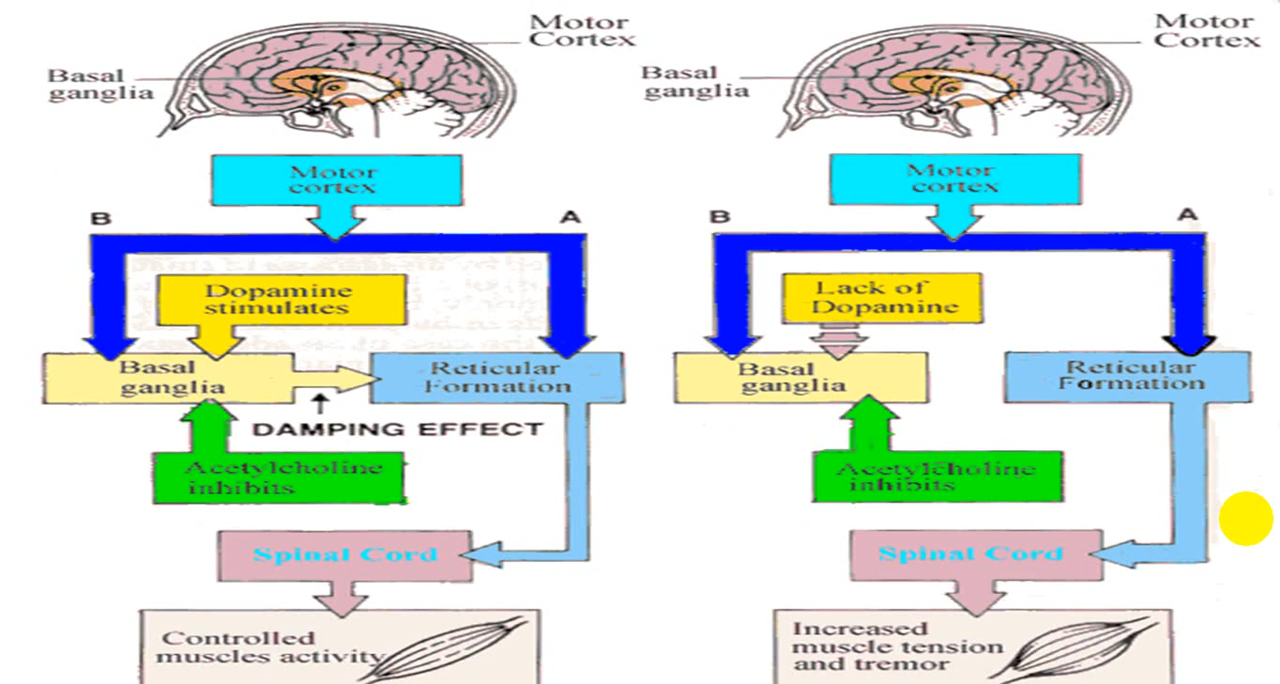 Motor
Cortex
Basal
ganglia
Motor
cortex
B
A
Dopamine
stimulates
Basal
ganglia
Reticular
Formation
DAMPING EFFECT
Acetylcholine
inhibits
Spinal Cord
Controlled
muscles activity
Motor
Cortex
Basal
ganglia
Motor
cortex
B
A
Lack of
Dopamine
Basal
ganglia
Reticular
Formation
Acetylcholine
inhibits
Spinal Cord
Increased
muscle tension
and tremor